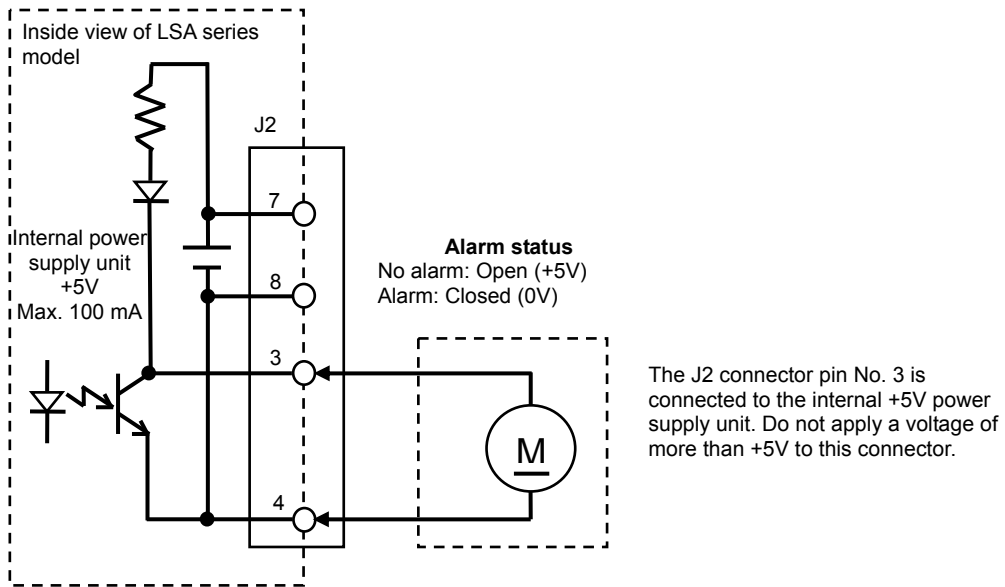 Inside view of LSA series
model
J2
7
Internal power
supply unit
+5V
Max. 100 mA
8
Alarm status
No alarm: Open (+5V)
Alarm: Closed (0V)
3
The J2 connector pin No. 3 is
connected to the internal +5V power
supply unit. Do not apply a voltage of
more than +5V to this connector.
M
4